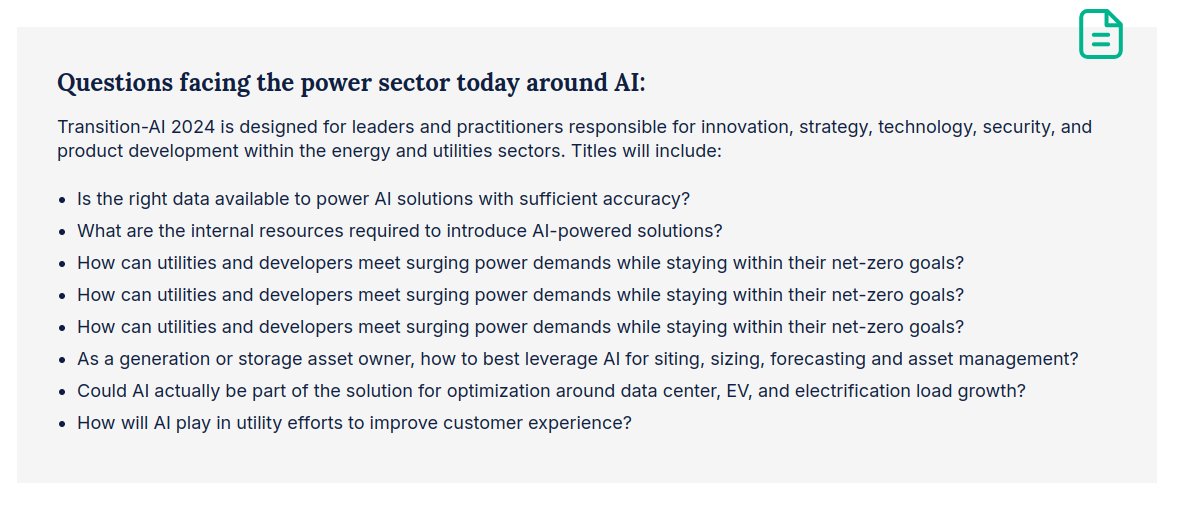 Questions facing the power sector today around AI:
Transition-AI 2024 is designed for leaders and practitioners responsible for innovation, strategy, technology, security, and
product development within the energy and utilities sectors. Titles will include:
• Is the right data available to power AI solutions with sufficient accuracy?
• What are the internal resources required to introduce AI-powered solutions?
• How can utilities and developers meet surging power demands while staying within their net-zero goals?
• How can utilities and developers meet surging power demands while staying within their net-zero goals?
• How can utilities and developers meet surging power demands while staying within their net-zero goals?
• As a generation or storage asset owner, how to best leverage AI for siting, sizing, forecasting and asset management?
• Could AI actually be part of the solution for optimization around data center, EV, and electrification load growth?
• How will AI play in utility efforts to improve customer experience?